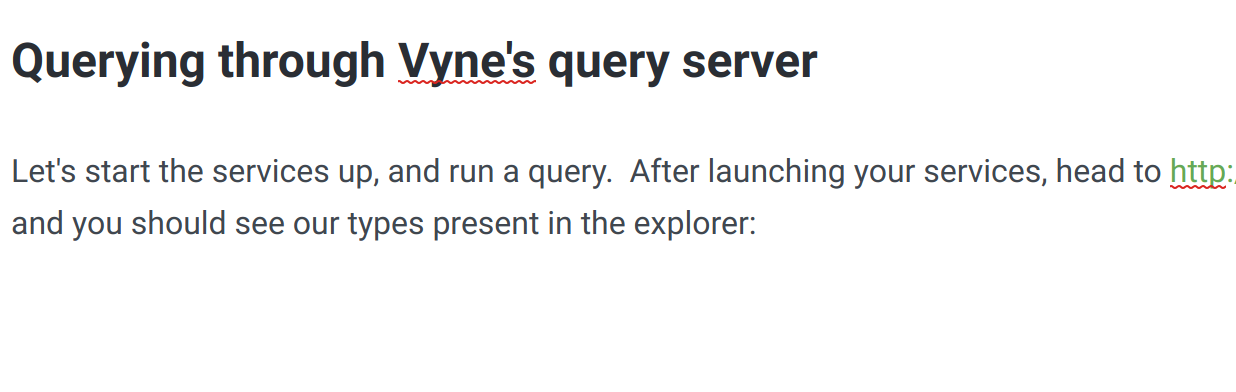 Querying through Vyne's query server
Let's start the services up, and run a query.  After launching your services, head to http:/
and you should see our types present in the explorer: